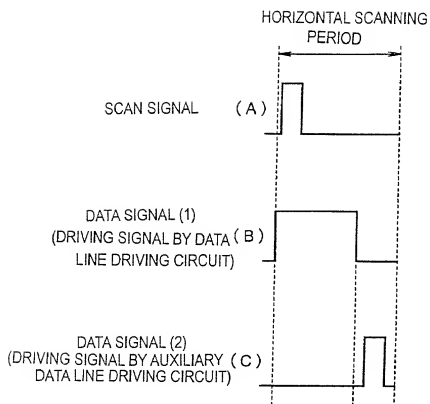 HORIZONTAL SCANNING
PERIOD
SCAN SIGNAL (A)
DATA SIGNAL (1)
(DRIVING SIGNAL BY DATA (B)
LINE DRIVING CIRCUIT)
DATA SIGNAL (2)
(DRIVING SIGNAL BY AUXILIARY (C)
DATA LINE DRIVING CIRCUIT)